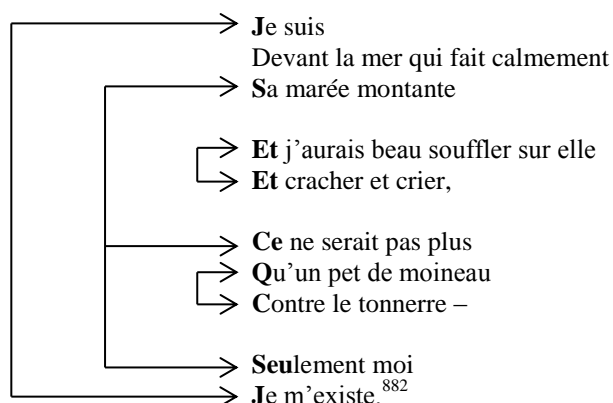 Je suis
Devant la mer qui fait calmement
Sa marée montante
Et j'aurais beau souffler sur elle
Et cracher et crier,
Ce ne serait pas plus
Qu'un pet de moineau
Contre le tonnerre –
Seulement moi
Je m'existe.882